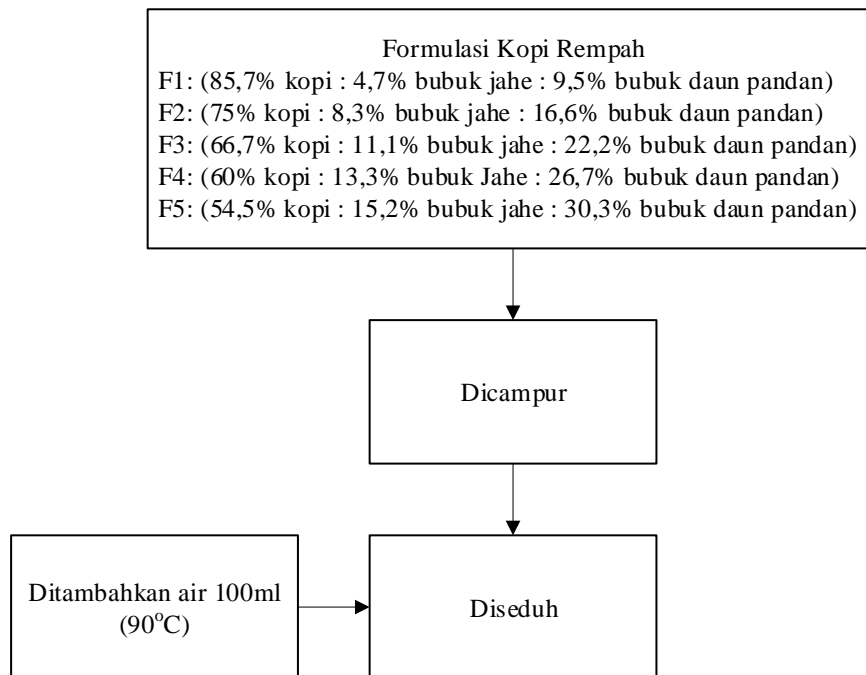 Formulasi Kopi Rempah
F1: (85,7% kopi : 4,7% bubuk jahe : 9,5% bubuk daun pandan)
F2: (75% kopi : 8,3% bubuk jahe : 16,6% bubuk daun pandan)
F3: (66,7% kopi : 11,1% bubuk jahe : 22,2% bubuk daun pandan)
F4: (60% kopi : 13,3% bubuk Jahe : 26,7% bubuk daun pandan)
F5: (54,5% kopi : 15,2% bubuk jahe : 30,3% bubuk daun pandan)
Dicampur
Ditambahkan air 100ml
(90°C)
Diseduh